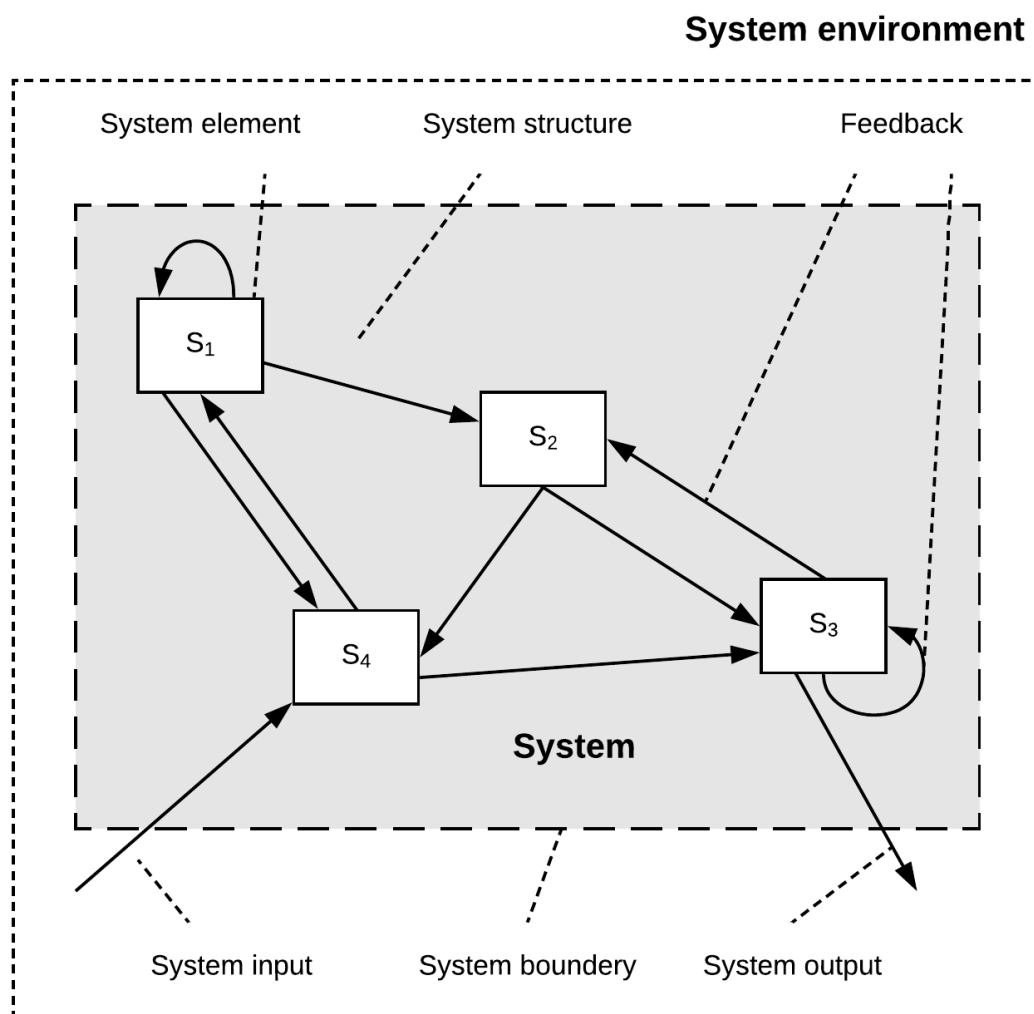 System environment
System element
System structure
Feedback
S₁
S₂
S₃
S₄
System
System input
System boundery
System output